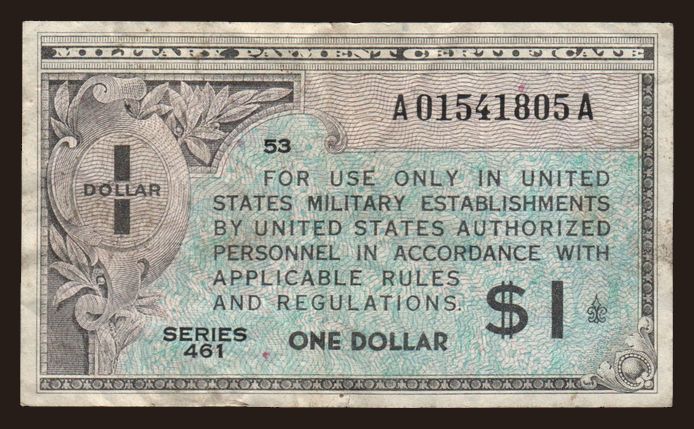 MILITARY PAYMENT CERTIFICATE
A01541805A
53
1
DOLLAR
FOR USE ONLY IN UNITED
STATES MILITARY ESTABLISHMENTS
BY UNITED STATES AUTHORIZED
PERSONNEL IN ACCORDANCE WITH
APPLICABLE RULES
AND REGULATIONS.
$1
SERIES
461
ONE DOLLAR